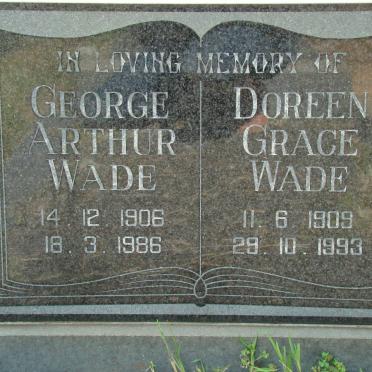 IN LOVING MEMORY OF
GEORGE
ARTHUR
WADE
14 . 12 . 1906
18 . 3 . 1986
DOREEN
GRACE
WADE
11 . 6 . 1909
29 . 10 . 1993